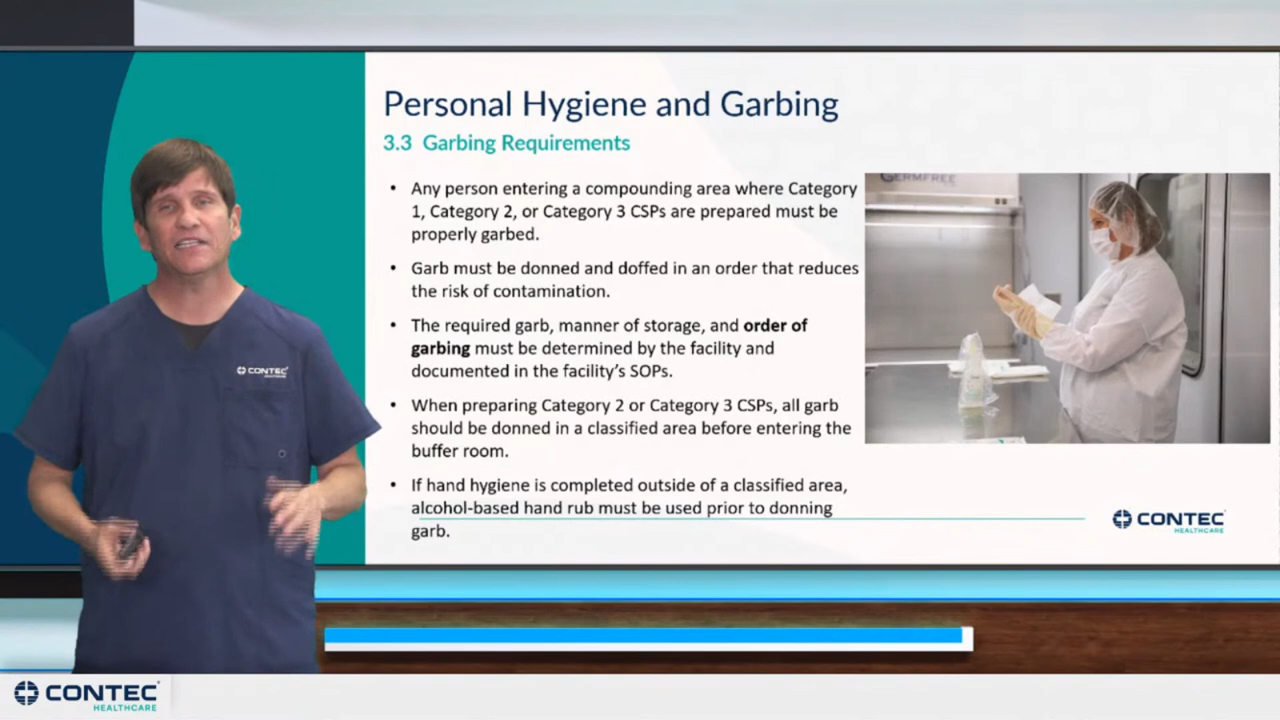 Personal Hygiene and Garbing
3.3 Garbing Requirements
• Any person entering a compounding area where Category
1, Category 2, or Category 3 CSPs are prepared must be
properly garbed.
• Garb must be donned and doffed in an order that reduces
the risk of contamination.
• The required garb, manner of storage, and order of
garbing must be determined by the facility and
documented in the facility's SOPs.
• When preparing Category 2 or Category 3 CSPs, all garb
should be donned in a classified area before entering the
buffer room.
• If hand hygiene is completed outside of a classified area,
alcohol-based hand rub must be used prior to donning
garb.
GERMFREE
CONTEC
HEALTHCARE
CONTEC
HEALTHCARE
CONTEC
HEALTHCARE